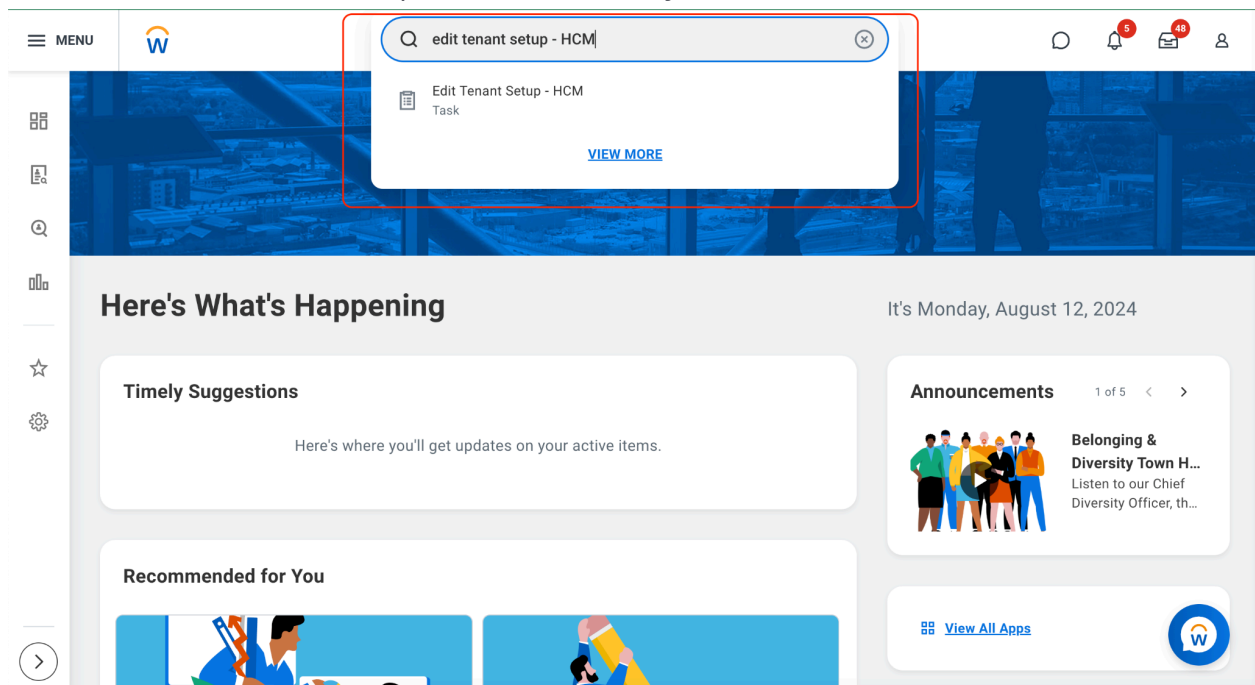 MENU
edit tenant setup - HCM
5
48
Edit Tenant Setup - HCM
Task
VIEW MORE
Here's What's Happening
It's Monday, August 12, 2024
Timely Suggestions
Here's where you'll get updates on your active items.
Announcements
1 of 5
Belonging &
Diversity Town H...
Listen to our Chief
Diversity Officer, th...
Recommended for You
View All Apps